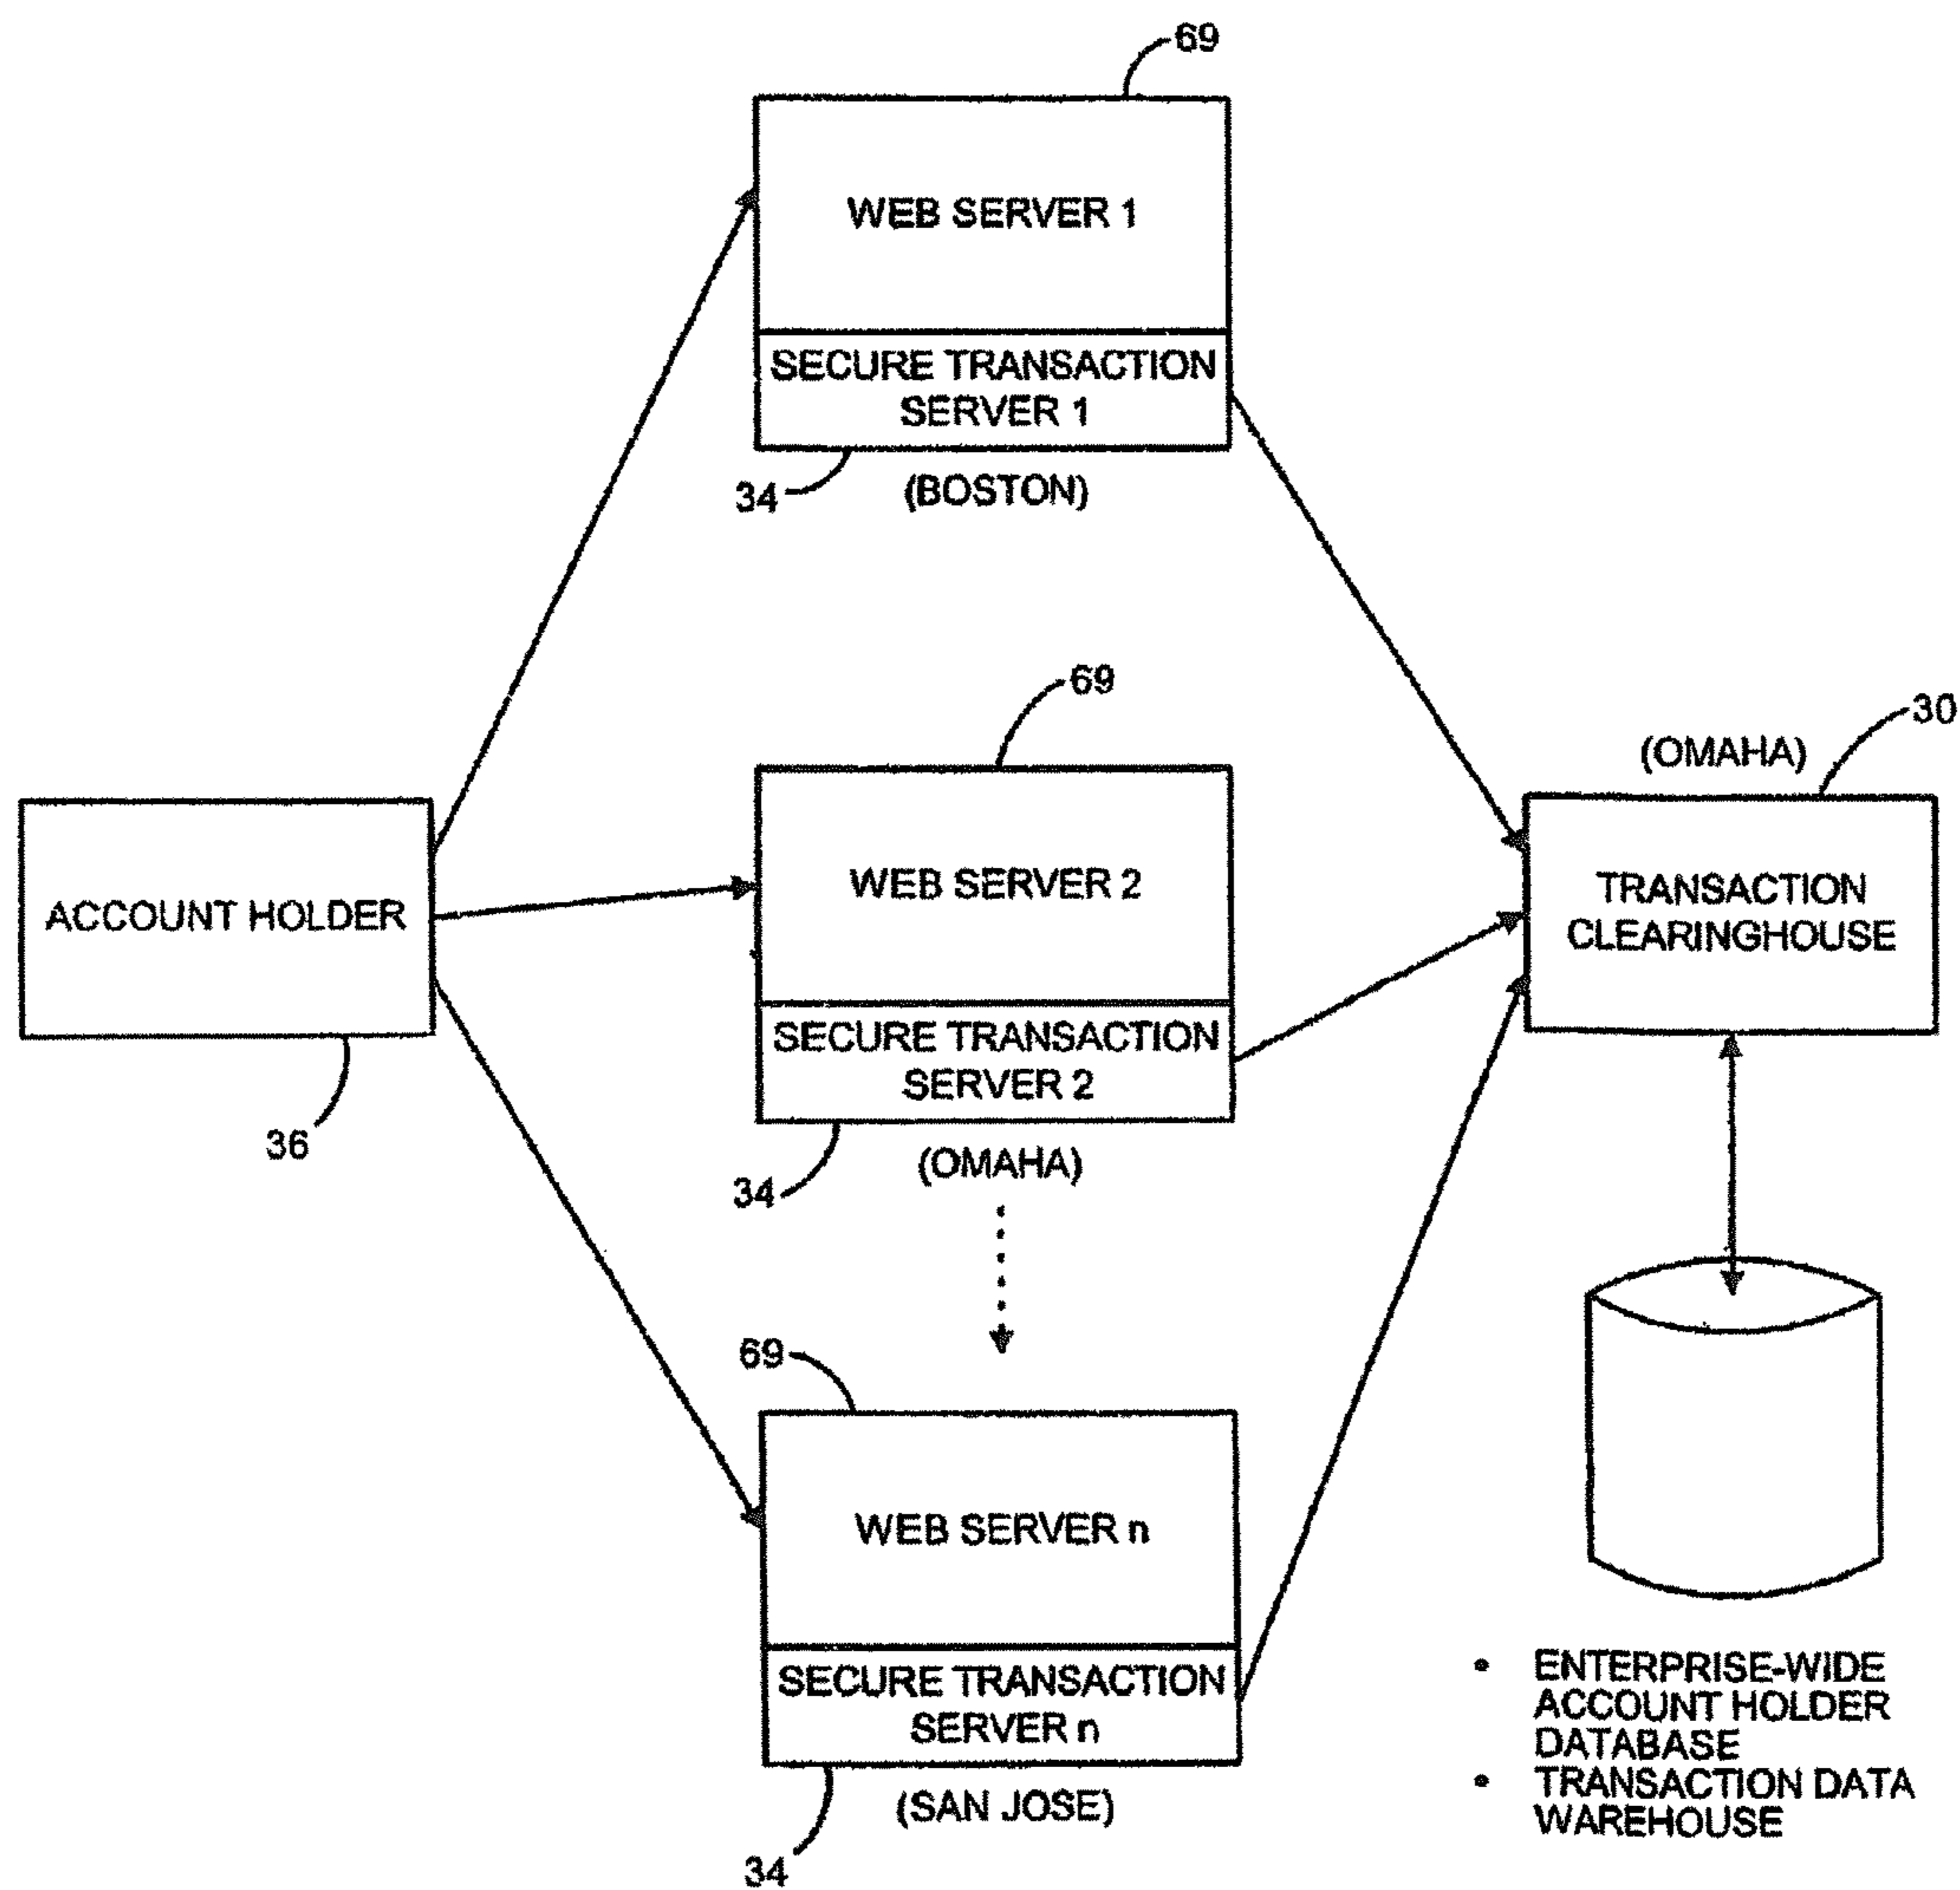 69
WEB SERVER 1
SECURE TRANSACTION
SERVER 1
34
(BOSTON)
69
30
(OMAHA)
ACCOUNT HOLDER
36
WEB SERVER 2
SECURE TRANSACTION
SERVER 2
34
(OMAHA)
TRANSACTION
CLEARINGHOUSE
69
WEB SERVER n
SECURE TRANSACTION
SERVER n
34
(SAN JOSE)
• ENTERPRISE-WIDE
ACCOUNT HOLDER
DATABASE
• TRANSACTION DATA
WAREHOUSE